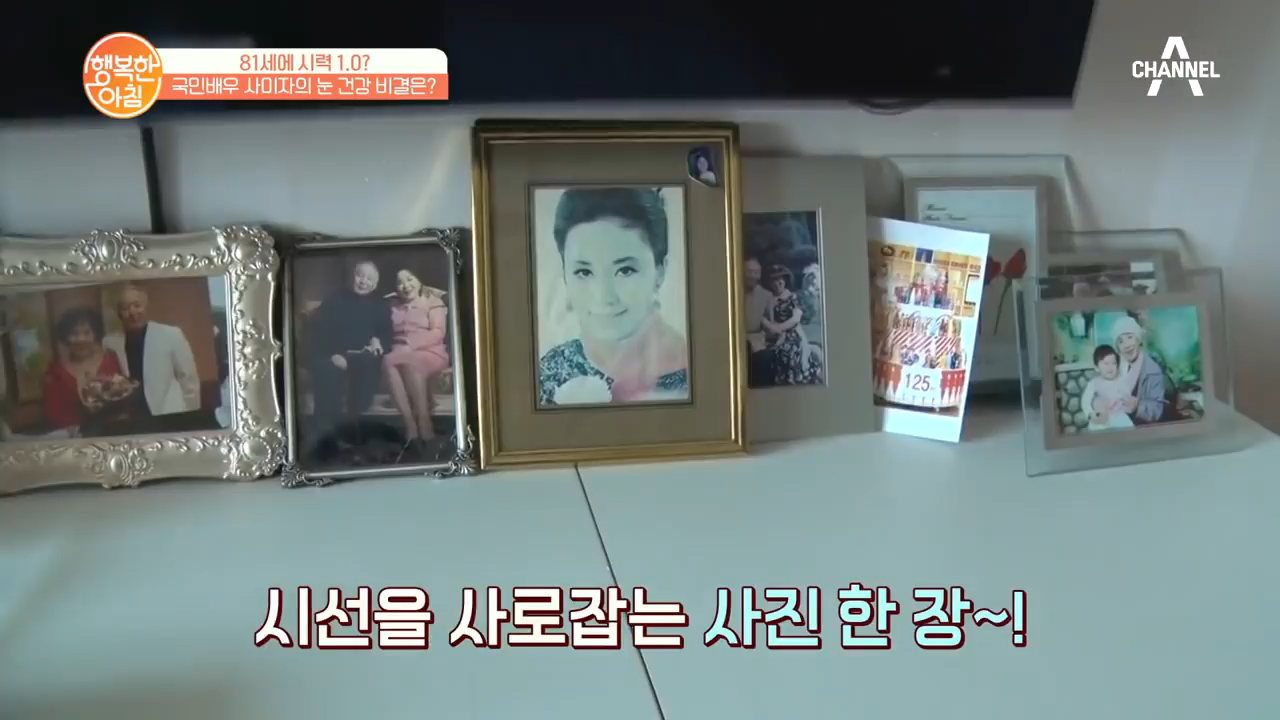 행복한
아침
81세에 시력 1.0?
국민배우 사미자의 눈 건강 비결은?
CHANNEL A
125
시선을 사로잡는 사진 한 장~!